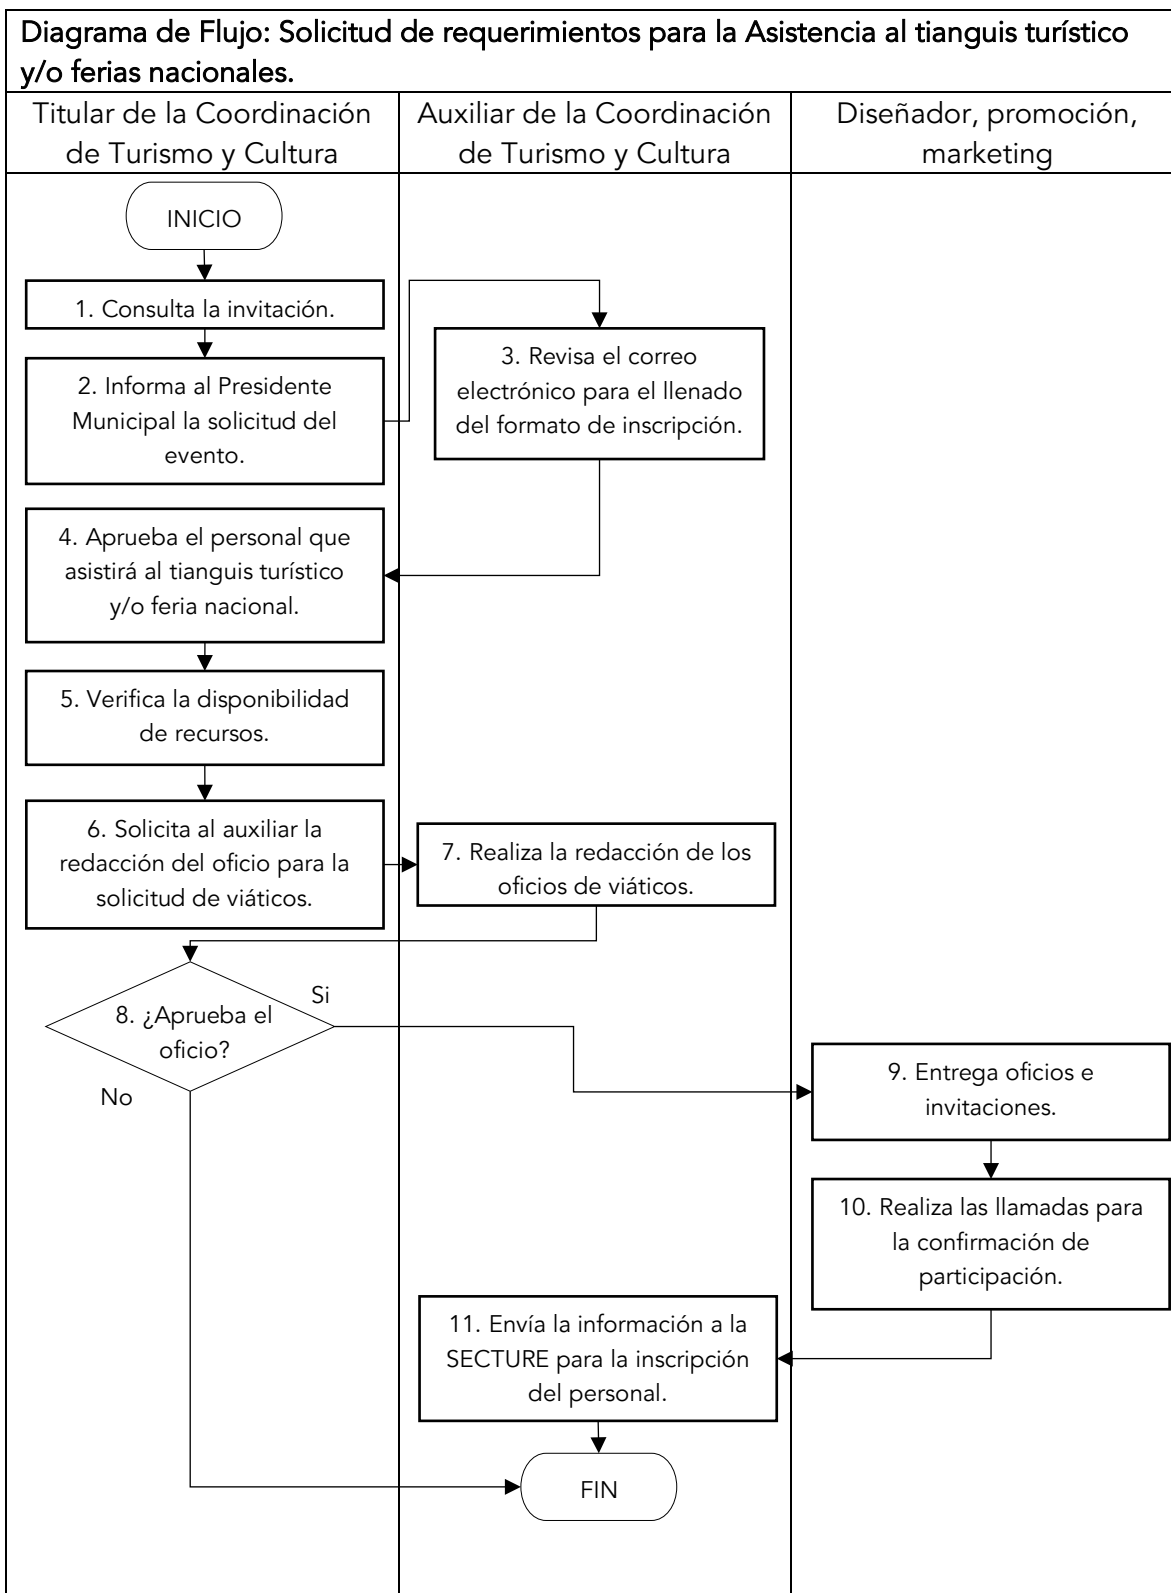 Diagrama de Flujo: Solicitud de requerimientos para la Asistencia al tianguis turístico
y/o ferias nacionales.
Titular de la Coordinación
de Turismo y Cultura
Auxiliar de la Coordinación
de Turismo y Cultura
Diseñador, promoción,
marketing
INICIO
1. Consulta la invitación.
2. Informa al Presidente
Municipal la solicitud del
evento.
3. Revisa el correo
electrónico para el llenado
del formato de inscripción.
4. Aprueba el personal que
asistirá al tianguis turístico
y/o feria nacional.
5. Verifica la disponibilidad
de recursos.
6. Solicita al auxiliar la
redacción del oficio para la
solicitud de viáticos.
7. Realiza la redacción de los
oficios de viáticos.
8. ¿Aprueba el
oficio?
Si
No
9. Entrega oficios e
invitaciones.
10. Realiza las llamadas para
la confirmación de
participación.
11. Envía la información a la
SECTURE para la inscripción
del personal.
FIN